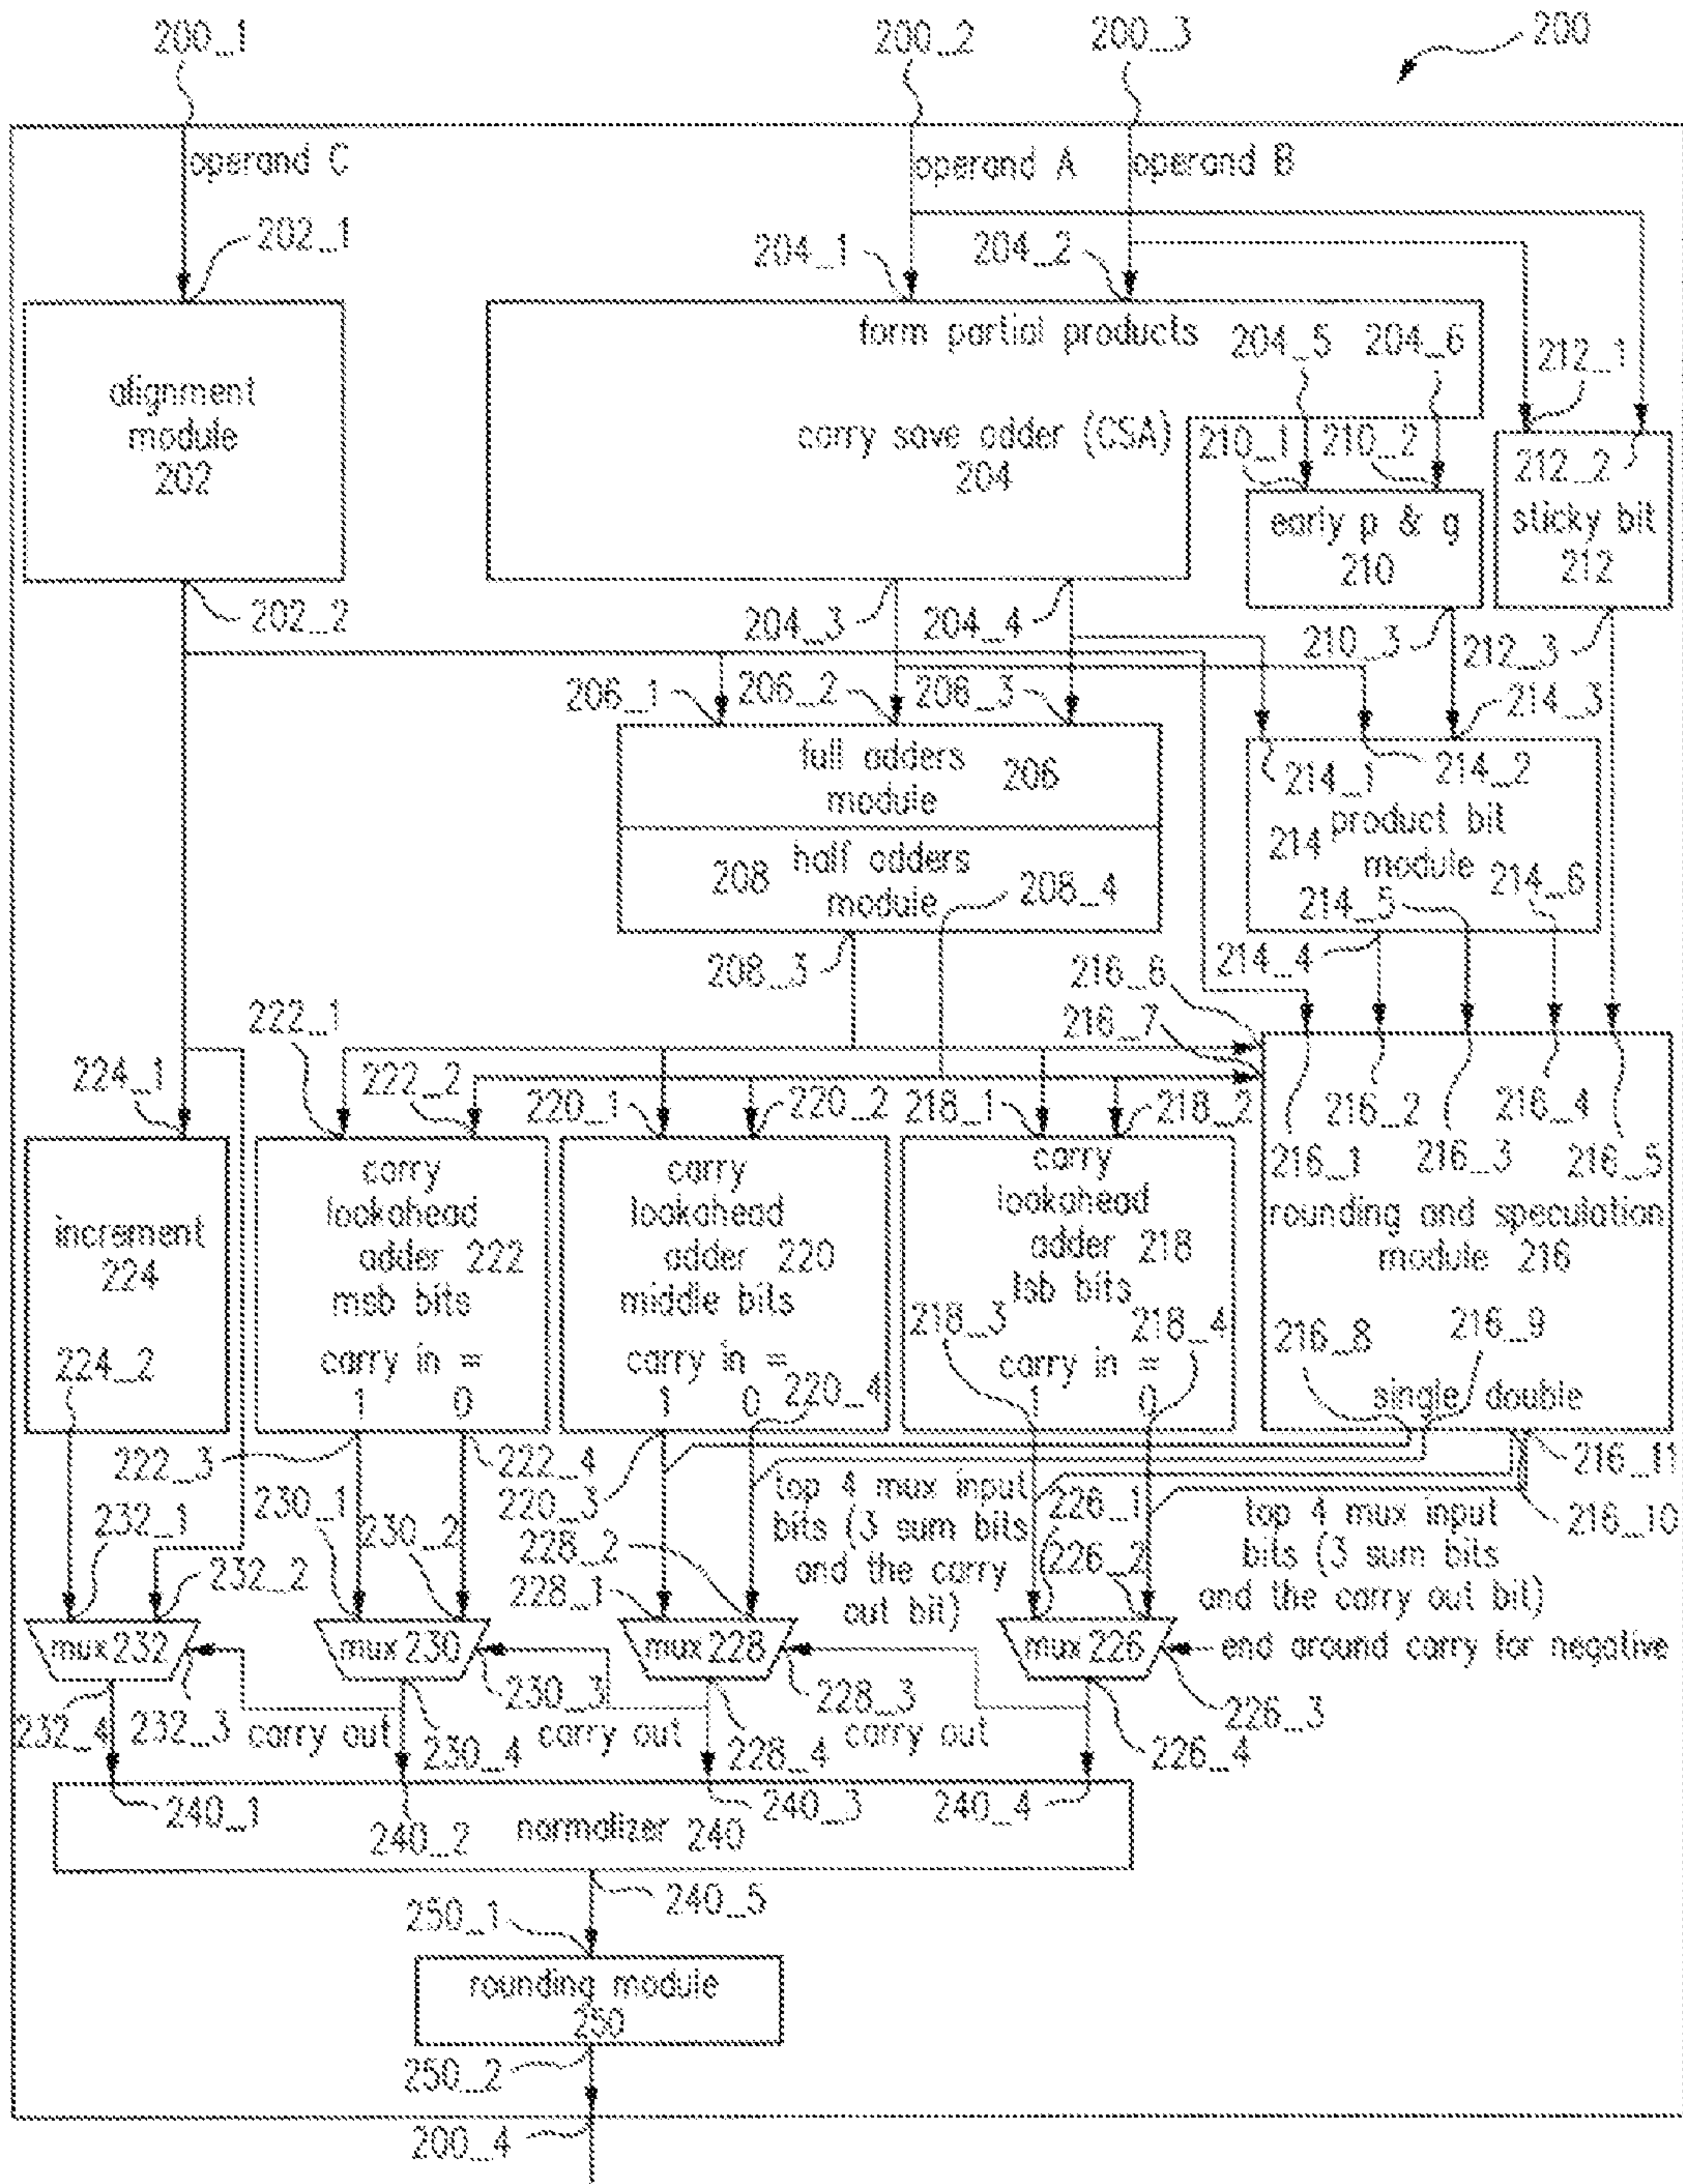 200_1
200_2
200_3
200
operand C
operand A
operand B
202_1
204_1
204_2
form partial products
204_5
204_6
212_1
alignment
module
202
carry save adder (CSA)
204
210_1
210_2
212_2
early p & g
210
sticky bit
212
202_2
204_3
204_4
210_3
212_3
206_1
206_2
208_3
214_3
full adders
module
206
214_1
214_2
214
product bit
module
208
half adders
module
208_4
214_5
214_6
208_3
214_4
216_6
216_7
222_1
224_1
222_2
220_1
220_2
218_1
218_2
216_2
216_4
216_1
216_3
216_5
increment
224
carry
lookahead
adder 222
msb bits
carry
lookahead
adder 220
middle bits
carry
lookahead
adder 218
lsb bits
rounding and speculation
module 216
224_2
carry in =
1 0
carry in =
1 0
220_4
218_3
218_4
carry in =
1 0
216_8
216_9
single double
222_3
222_4
220_3
216_11
216_10
232_1
230_1
230_2
232_2
228_2
228_1
top 4 mux input
bits (3 sum bits
and the carry
out bit)
226_1
226_2
top 4 mux input
bits (3 sum bits
and the carry out bit)
mux 232
mux 230
mux 228
mux 226
end around carry for negative
232_4
232_3
carry out
230_3
230_4
carry out
228_3
228_4
carry out
226_3
226_4
240_1
240_2
normalizer 240
240_3
240_4
240_5
250_1
rounding module
250
250_2
200_4